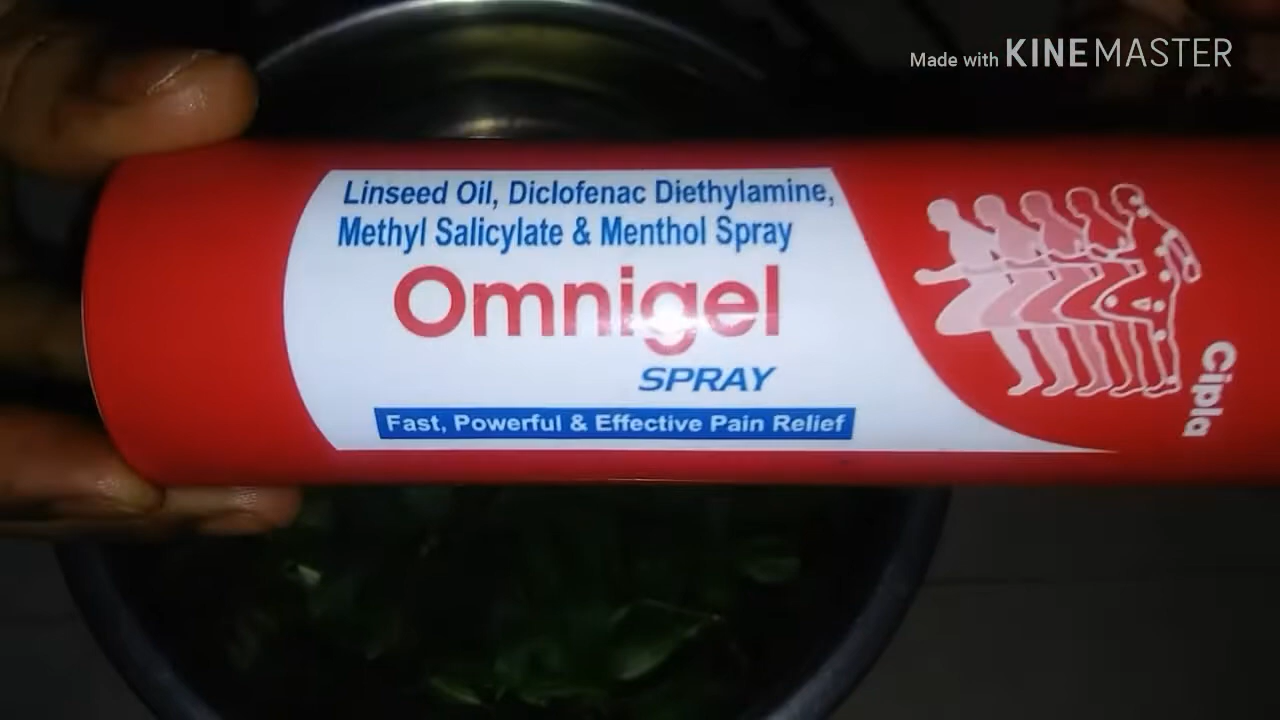 Made with KINEMASTER
Linseed Oil, Diclofenac Diethylamine,
Methyl Salicylate & Menthol Spray
Omnigel
SPRAY
Fast, Powerful & Effective Pain Relief
Cipla